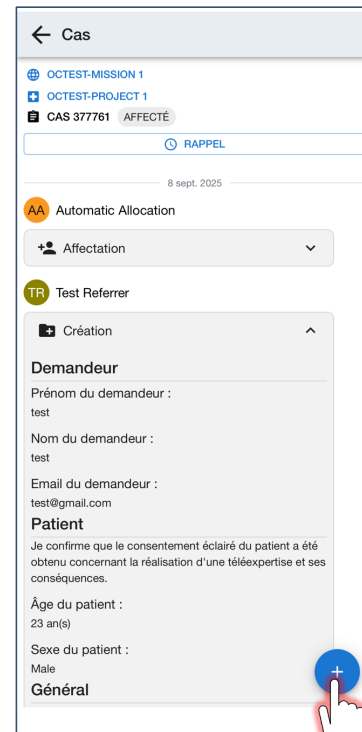 Cas
OCTEST-MISSION 1
OCTEST-PROJECT 1
CAS 377761 AFFECTÉ
RAPPEL
8 sept. 2025
AA Automatic Allocation
Affectation
TR Test Referrer
Création
Demandeur
Prénom du demandeur :
test
Nom du demandeur :
test
Email du demandeur :
test@gmail.com
Patient
Je confirme que le consentement éclairé du patient a été
obtenu concernant la réalisation d'une téléexpertise et ses
conséquences.
Âge du patient :
23 an(s)
Sexe du patient :
Male
Général